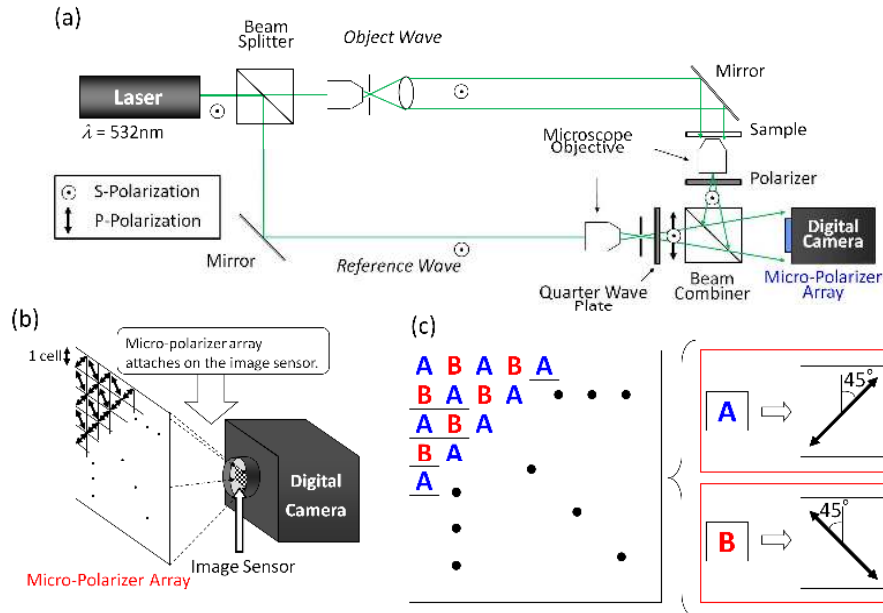 (a)
Beam
Splitter
Object Wave
Laser
λ = 532nm
Mirror
Sample
Microscope
Objective
Polarizer
S-Polarization
P-Polarization
Mirror
Reference Wave
Quarter Wave
Plate
Beam
Combiner
Digital
Camera
Micro-Polarizer
Array
(b)
1 cell
Micro-polarizer array
attaches on the image sensor.
Digital
Camera
Image Sensor
Micro-Polarizer Array
(c)
A B A B A
B A B A
A B A
B A
A
A
45°
B
45°